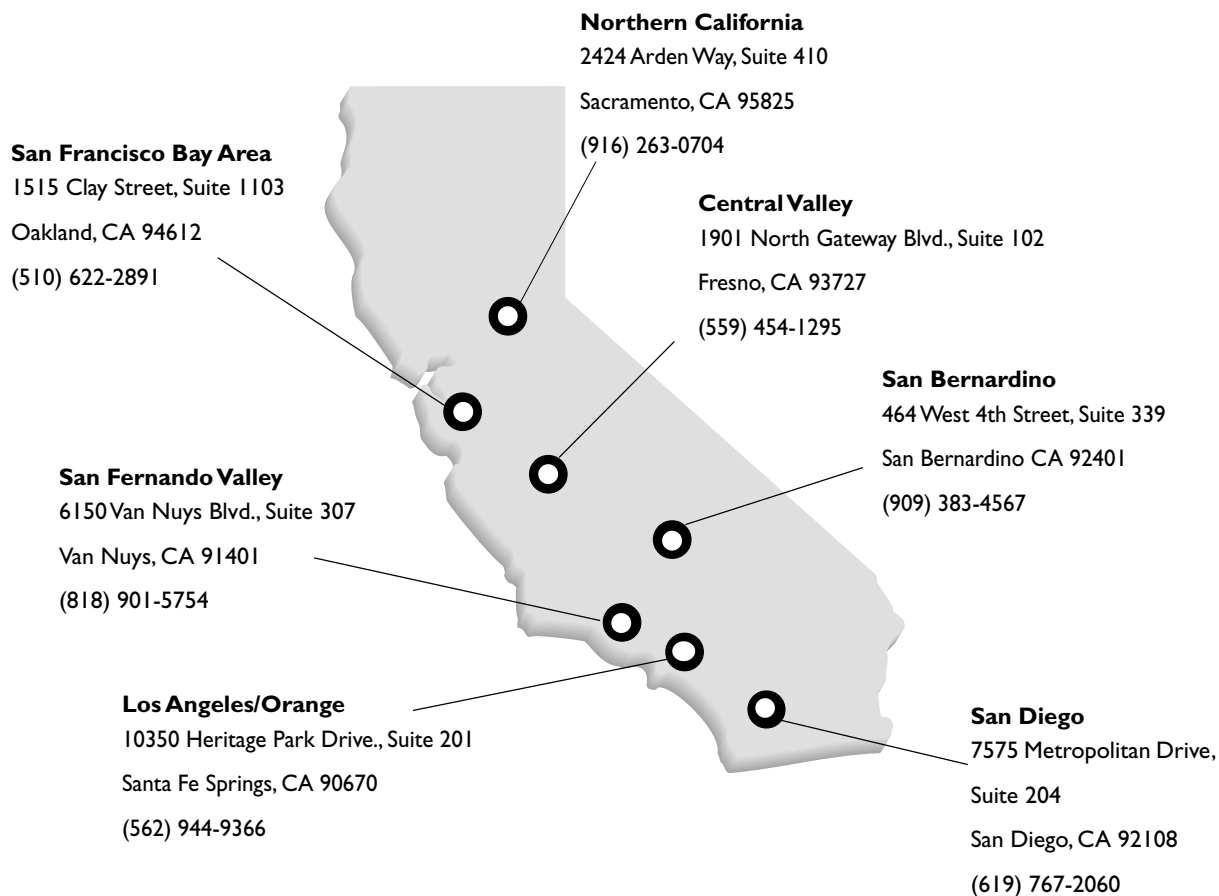 Northern California
2424 Arden Way, Suite 410
Sacramento, CA 95825
(916) 263-0704
San Francisco Bay Area
1515 Clay Street, Suite 1103
Oakland, CA 94612
(510) 622-2891
Central Valley
1901 North Gateway Blvd., Suite 102
Fresno, CA 93727
(559) 454-1295
San Bernardino
464 West 4th Street, Suite 339
San Bernardino CA 92401
(909) 383-4567
San Fernando Valley
6150 Van Nuys Blvd., Suite 307
Van Nuys, CA 91401
(818) 901-5754
Los Angeles/Orange
10350 Heritage Park Drive., Suite 201
Santa Fe Springs, CA 90670
(562) 944-9366
San Diego
7575 Metropolitan Drive,
Suite 204
San Diego, CA 92108
(619) 767-2060